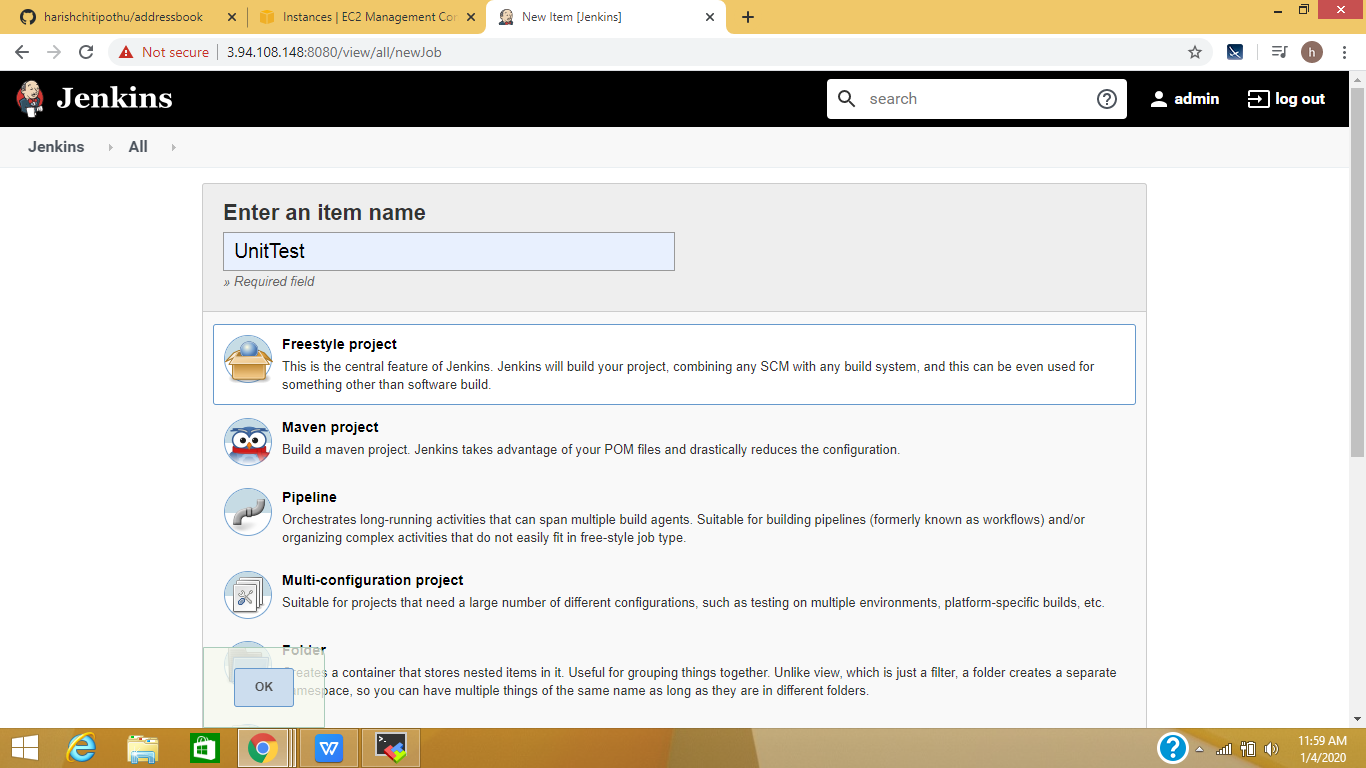 harishchitipothu/addressbook
Instances | EC2 Management Cor
New Item [Jenkins]
Not secure
3.94.108.148:8080/view/all/newJob
h
Jenkins
search
admin
log out
Jenkins
All
Enter an item name
UnitTest
» Required field
Freestyle project
This is the central feature of Jenkins. Jenkins will build your project, combining any SCM with any build system, and this can be even used for
something other than software build.
Maven project
Build a maven project. Jenkins takes advantage of your POM files and drastically reduces the configuration.
Pipeline
Orchestrates long-running activities that can span multiple build agents. Suitable for building pipelines (formerly known as workflows) and/or
organizing complex activities that do not easily fit in free-style job type.
Multi-configuration project
Suitable for projects that need a large number of different configurations, such as testing on multiple environments, platform-specific builds, etc.
Folder
Creates a container that stores nested items in it. Useful for grouping things together. Unlike view, which is just a filter, a folder creates a separate
namespace, so you can have multiple things of the same name as long as they are in different folders.
OK
11:59 AM
1/4/2020